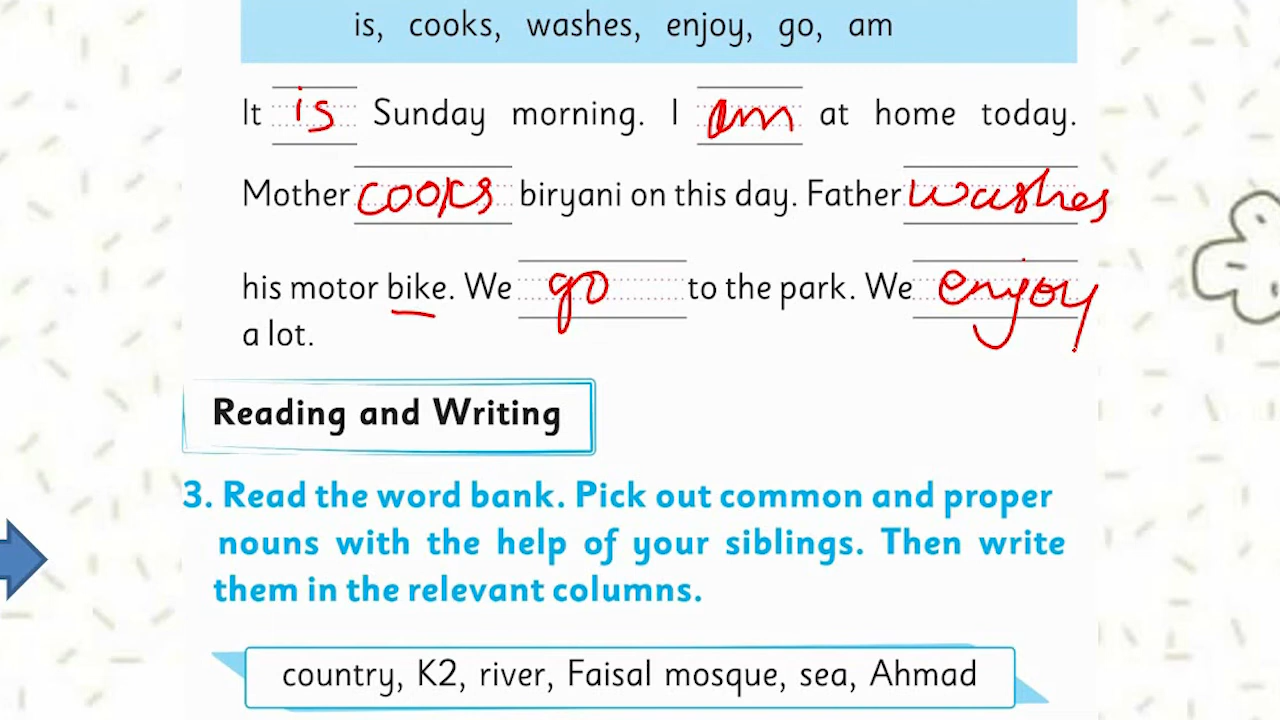 is, cooks, washes, enjoy, go, am
It is Sunday morning. I am at home today.
Mother cooks biryani on this day. Father washes
his motor bike. We go to the park. We enjoy
a lot.
Reading and Writing
3. Read the word bank. Pick out common and proper
nouns with the help of your siblings. Then write
them in the relevant columns.
country, K2, river, Faisal mosque, sea, Ahmad